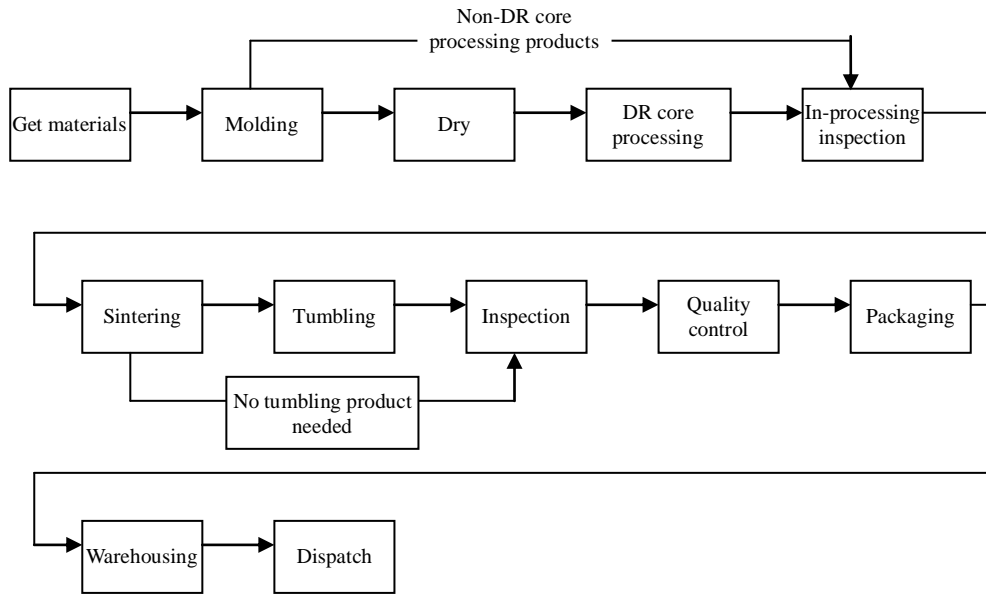 Non-DR core
processing products
Get materials
Molding
Dry
DR core
processing
In-processing
inspection
Sintering
Tumbling
Inspection
Quality
control
Packaging
No tumbling product
needed
Warehousing
Dispatch